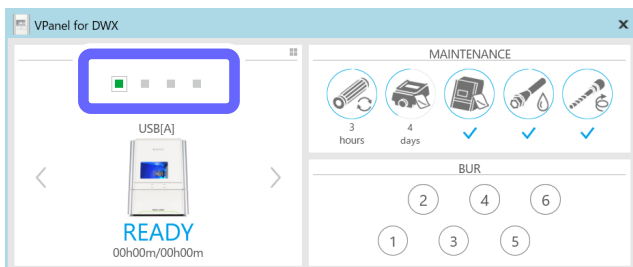 VPanel for DWX
MAINTENANCE
3
hours
4
days
USB[A]
READY
00h00m/00h00m
BUR
2 4 6
1 3 5